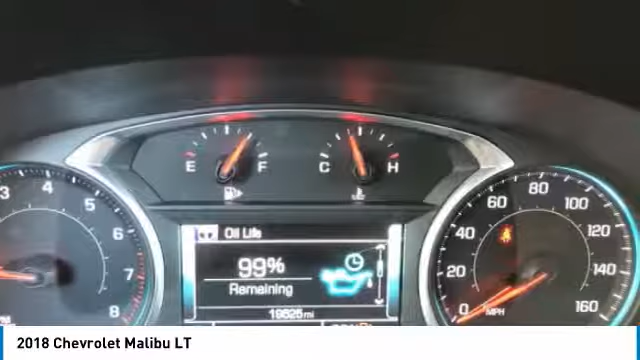 E F
C H
3 4 5 6 7 8
Oil Life
99%
Remaining
19625 mi
0 20 40 60 80 100 120 140 160
MPH
2018 Chevrolet Malibu LT